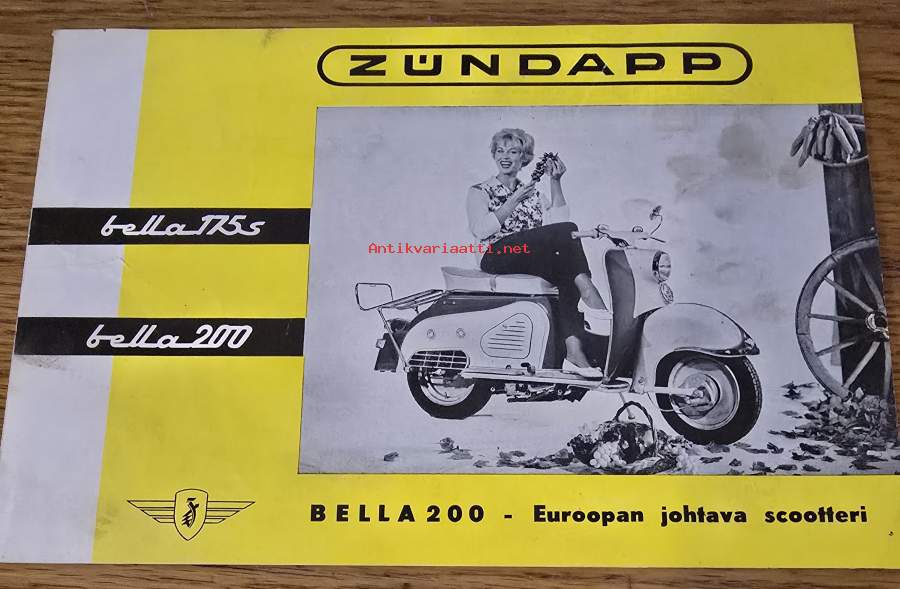 ZÜNDAPP
bella 175s
Antikvariaatti.net
bella 200
BELLA 200 - Euroopan johtava scootteri